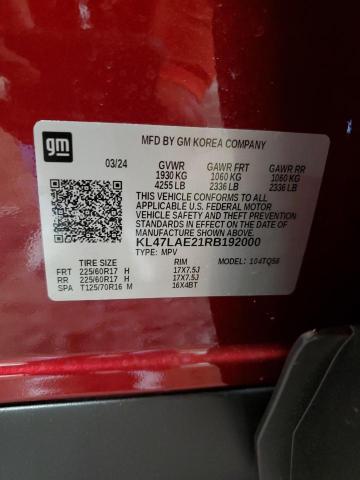 gm
MFD BY GM KOREA COMPANY
03/24 GVWR GAWR FRT GAWR RR
1930 KG 1060 KG 1060 KG
4255 LB 2336 LB 2336 LB
THIS VEHICLE CONFORMS TO ALL
APPLICABLE U.S. FEDERAL MOTOR
VEHICLE SAFETY AND THEFT PREVENTION
STANDARDS IN EFFECT ON THE DATE OF
MANUFACTURE SHOWN ABOVE.
KL47LAE21RB192000
TYPE: MPV MODEL: 104TQ58
TIRE SIZE RIM
FRT 225/60R17 H 17X7.5J
RR 225/60R17 H 17X7.5J
SPA T125/70R16 M 16X4BT